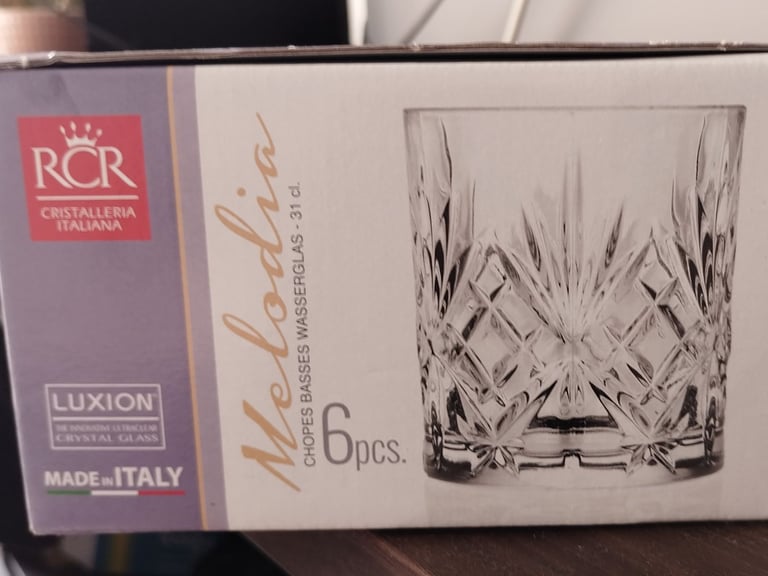 RCR
CRISTALLERIA
ITALIANA
LUXION®
THE INNOVATIVE ULTRACLEAR
CRYSTAL GLASS
MADE in ITALY
Melodia
CHOPES BASSES WASSERGLAS - 31 cl.
6pcs.